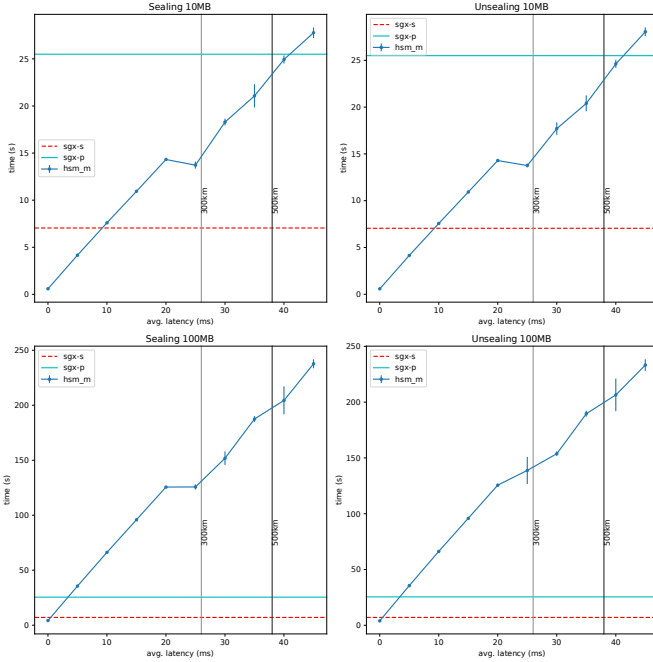 Sealing 10MB
time (s)
25
20
15
10
5
0
sgx-s
sgx-p
hsm_m
300km
500km
0 10 20 30 40
avg. latency (ms)
Unsealing 10MB
time (s)
25
20
15
10
5
0
sgx-s
sgx-p
hsm_m
300km
500km
0 10 20 30 40
avg. latency (ms)
Sealing 100MB
time (s)
250
200
150
100
50
0
sgx-s
sgx-p
hsm_m
300km
500km
0 10 20 30 40
avg. latency (ms)
Unsealing 100MB
time (s)
250
200
150
100
50
0
sgx-s
sgx-p
hsm_m
300km
500km
0 10 20 30 40
avg. latency (ms)